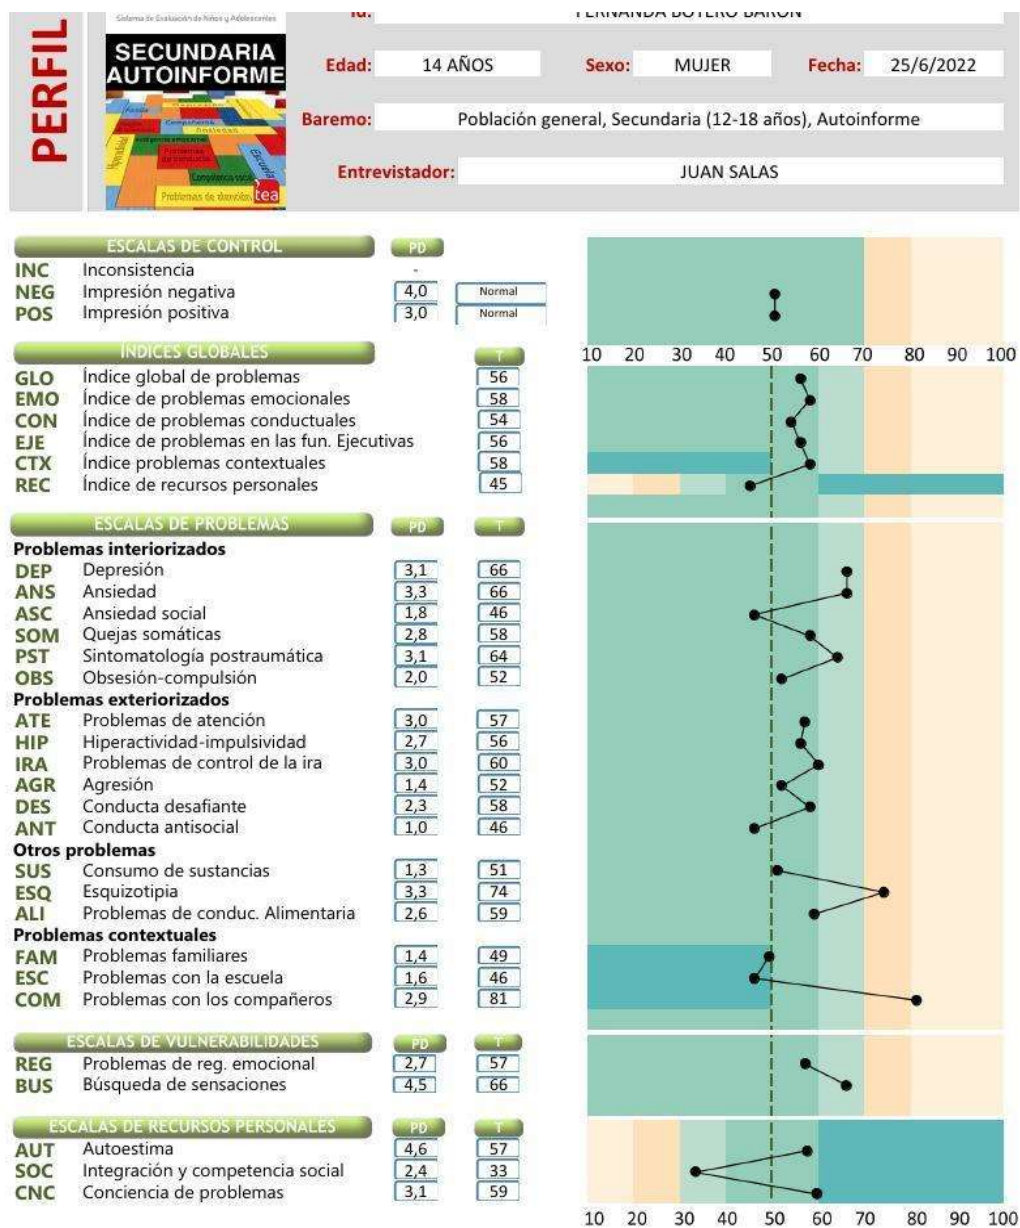 PERFIL
Sistema de Evaluación de Niños y Adolescentes
SECUNDARIA
AUTOINFORME
tea
Id: FERNANDA BOTERO BARON
Edad: 14 AÑOS Sexo: MUJER Fecha: 25/6/2022
Baremo: Población general, Secundaria (12-18 años), Autoinforme
Entrevistador: JUAN SALAS
ESCALAS DE CONTROL PD
INC Inconsistencia -
NEG Impresión negativa 4,0 Normal
POS Impresión positiva 3,0 Normal
ÍNDICES GLOBALES T 10 20 30 40 50 60 70 80 90 100
GLO Índice global de problemas 56
EMO Índice de problemas emocionales 58
CON Índice de problemas conductuales 54
EJE Índice de problemas en las fun. Ejecutivas 56
CTX Índice problemas contextuales 58
REC Índice de recursos personales 45
ESCALAS DE PROBLEMAS PD T
Problemas interiorizados
DEP Depresión 3,1 66
ANS Ansiedad 3,3 66
ASC Ansiedad social 1,8 46
SOM Quejas somáticas 2,8 58
PST Sintomatología postraumática 3,1 64
OBS Obsesión-compulsión 2,0 52
Problemas exteriorizados
ATE Problemas de atención 3,0 57
HIP Hiperactividad-impulsividad 2,7 56
IRA Problemas de control de la ira 3,0 60
AGR Agresión 1,4 52
DES Conducta desafiante 2,3 58
ANT Conducta antisocial 1,0 46
Otros problemas
SUS Consumo de sustancias 1,3 51
ESQ Esquizotipia 3,3 74
ALI Problemas de conduc. Alimentaria 2,6 59
Problemas contextuales
FAM Problemas familiares 1,4 49
ESC Problemas con la escuela 1,6 46
COM Problemas con los compañeros 2,9 81
ESCALAS DE VULNERABILIDADES PD T
REG Problemas de reg. emocional 2,7 57
BUS Búsqueda de sensaciones 4,5 66
ESCALAS DE RECURSOS PERSONALES PD T
AUT Autoestima 4,6 57
SOC Integración y competencia social 2,4 33
CNC Conciencia de problemas 3,1 59
10 20 30 40 50 60 70 80 90 100